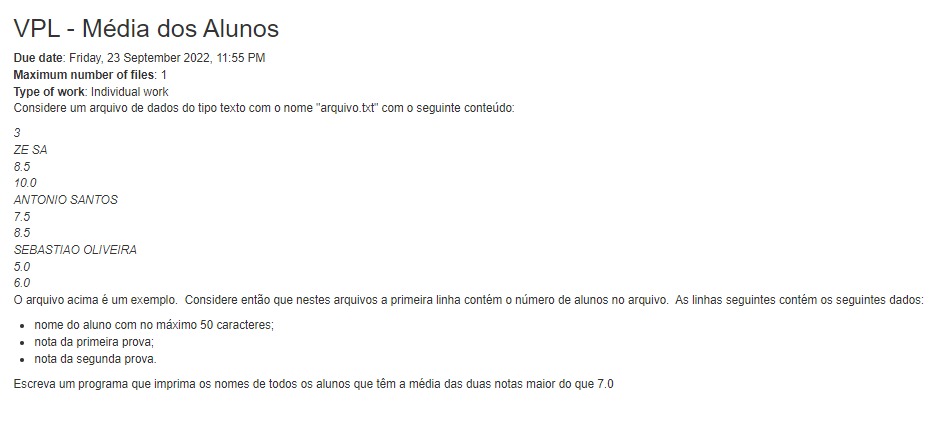 VPL - Média dos Alunos
Due date: Friday, 23 September 2022, 11:55 PM
Maximum number of files: 1
Type of work: Individual work
Considere um arquivo de dados do tipo texto com o nome "arquivo.txt" com o seguinte conteúdo:
3
ZE SA
8.5
10.0
ANTONIO SANTOS
7.5
8.5
SEBASTIAO OLIVEIRA
5.0
6.0
O arquivo acima é um exemplo.  Considere então que nestes arquivos a primeira linha contém o número de alunos no arquivo.  As linhas seguintes contém os seguintes dados:
• nome do aluno com no máximo 50 caracteres;
• nota da primeira prova;
• nota da segunda prova.
Escreva um programa que imprima os nomes de todos os alunos que têm a média das duas notas maior do que 7.0